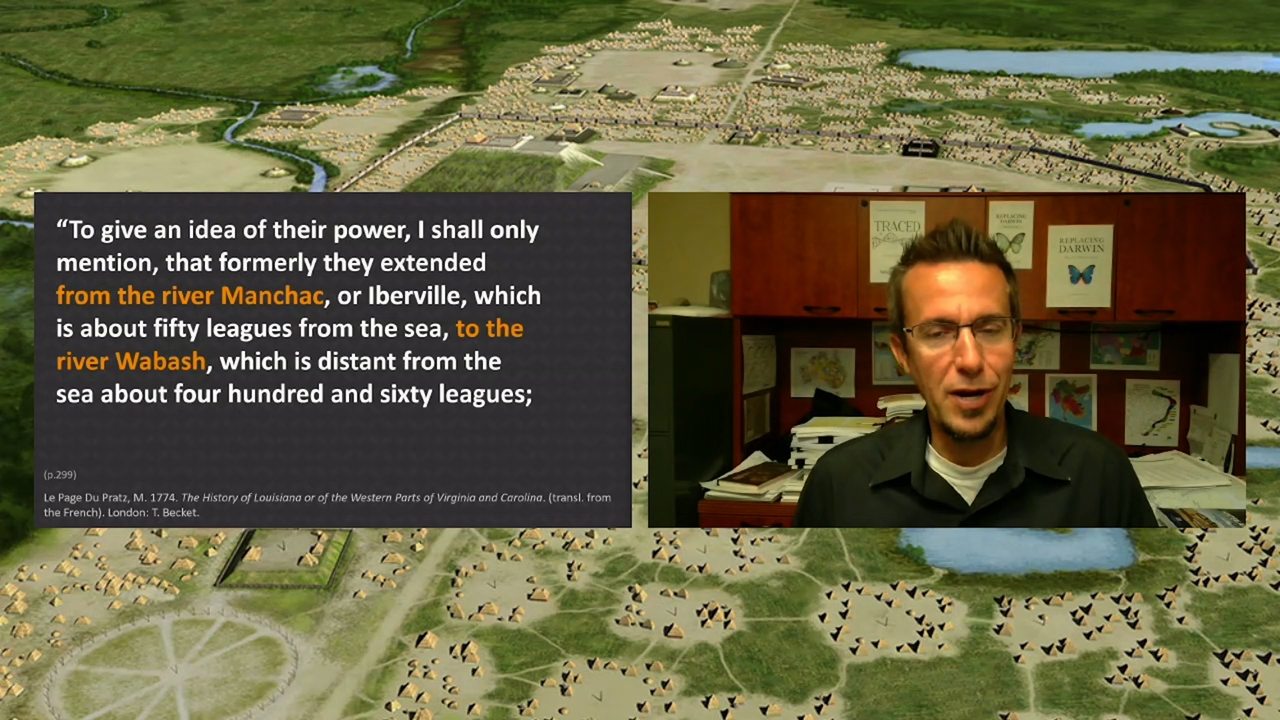 “To give an idea of their power, I shall only
mention, that formerly they extended
from the river Manchac, or Iberville, which
is about fifty leagues from the sea, to the
river Wabash, which is distant from the
sea about four hundred and sixty leagues;
(p.299)
Le Page Du Pratz, M. 1774. The History of Louisiana or of the Western Parts of Virginia and Carolina. (transl. from
the French). London: T. Becket.
TRACED
REPLACING
DARWIN
REPLACING
DARWIN